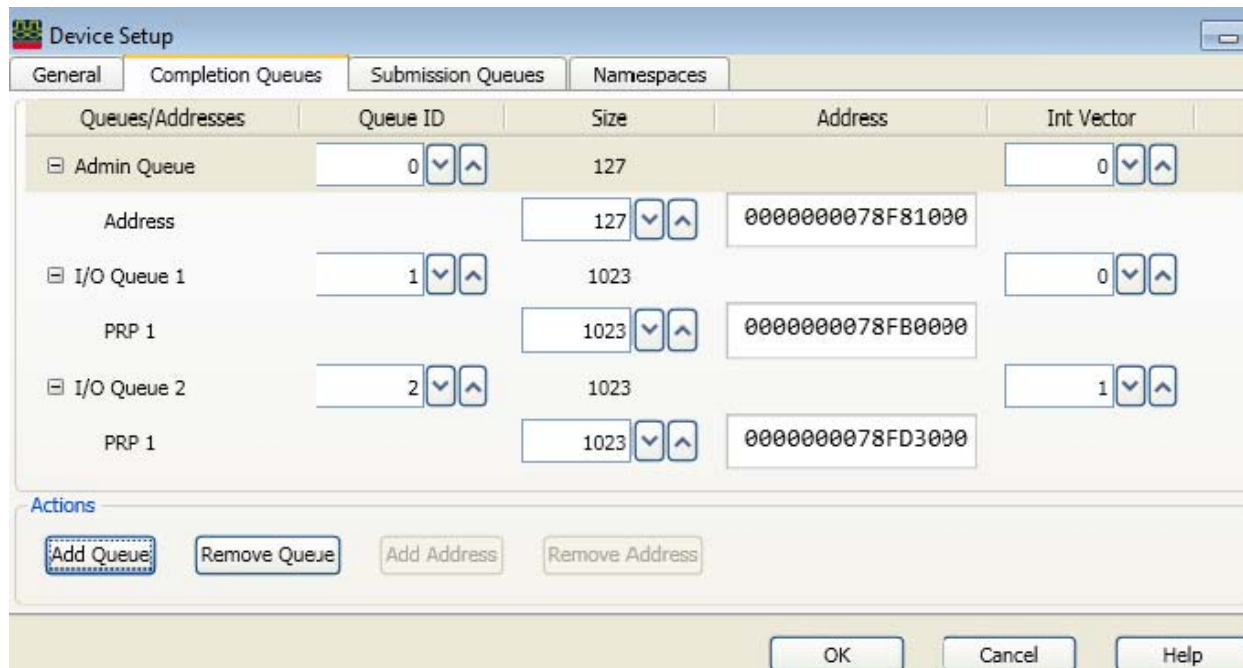 Device Setup
General Completion Queues Submission Queues Namespaces
Queues/Addresses Queue ID Size Address Int Vector
Admin Queue 0 127 0
Address 127 0000000078F81000
I/O Queue 1 1 1023 0
PRP 1 1023 0000000078FB0000
I/O Queue 2 2 1023 1
PRP 1 1023 0000000078FD3000
Actions
Add Queue Remove Queue Add Address Remove Address
OK Cancel Help